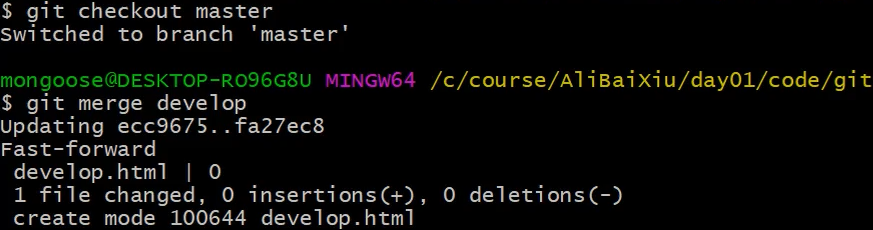 $ git checkout master
Switched to branch 'master'
mongoose@DESKTOP-RO96G8U MINGW64 /c/course/AliBaiXiu/day01/code/git
$ git merge develop
Updating ecc9675..fa27ec8
Fast-forward
 develop.html | 0
 1 file changed, 0 insertions(+), 0 deletions(-)
 create mode 100644 develop.html